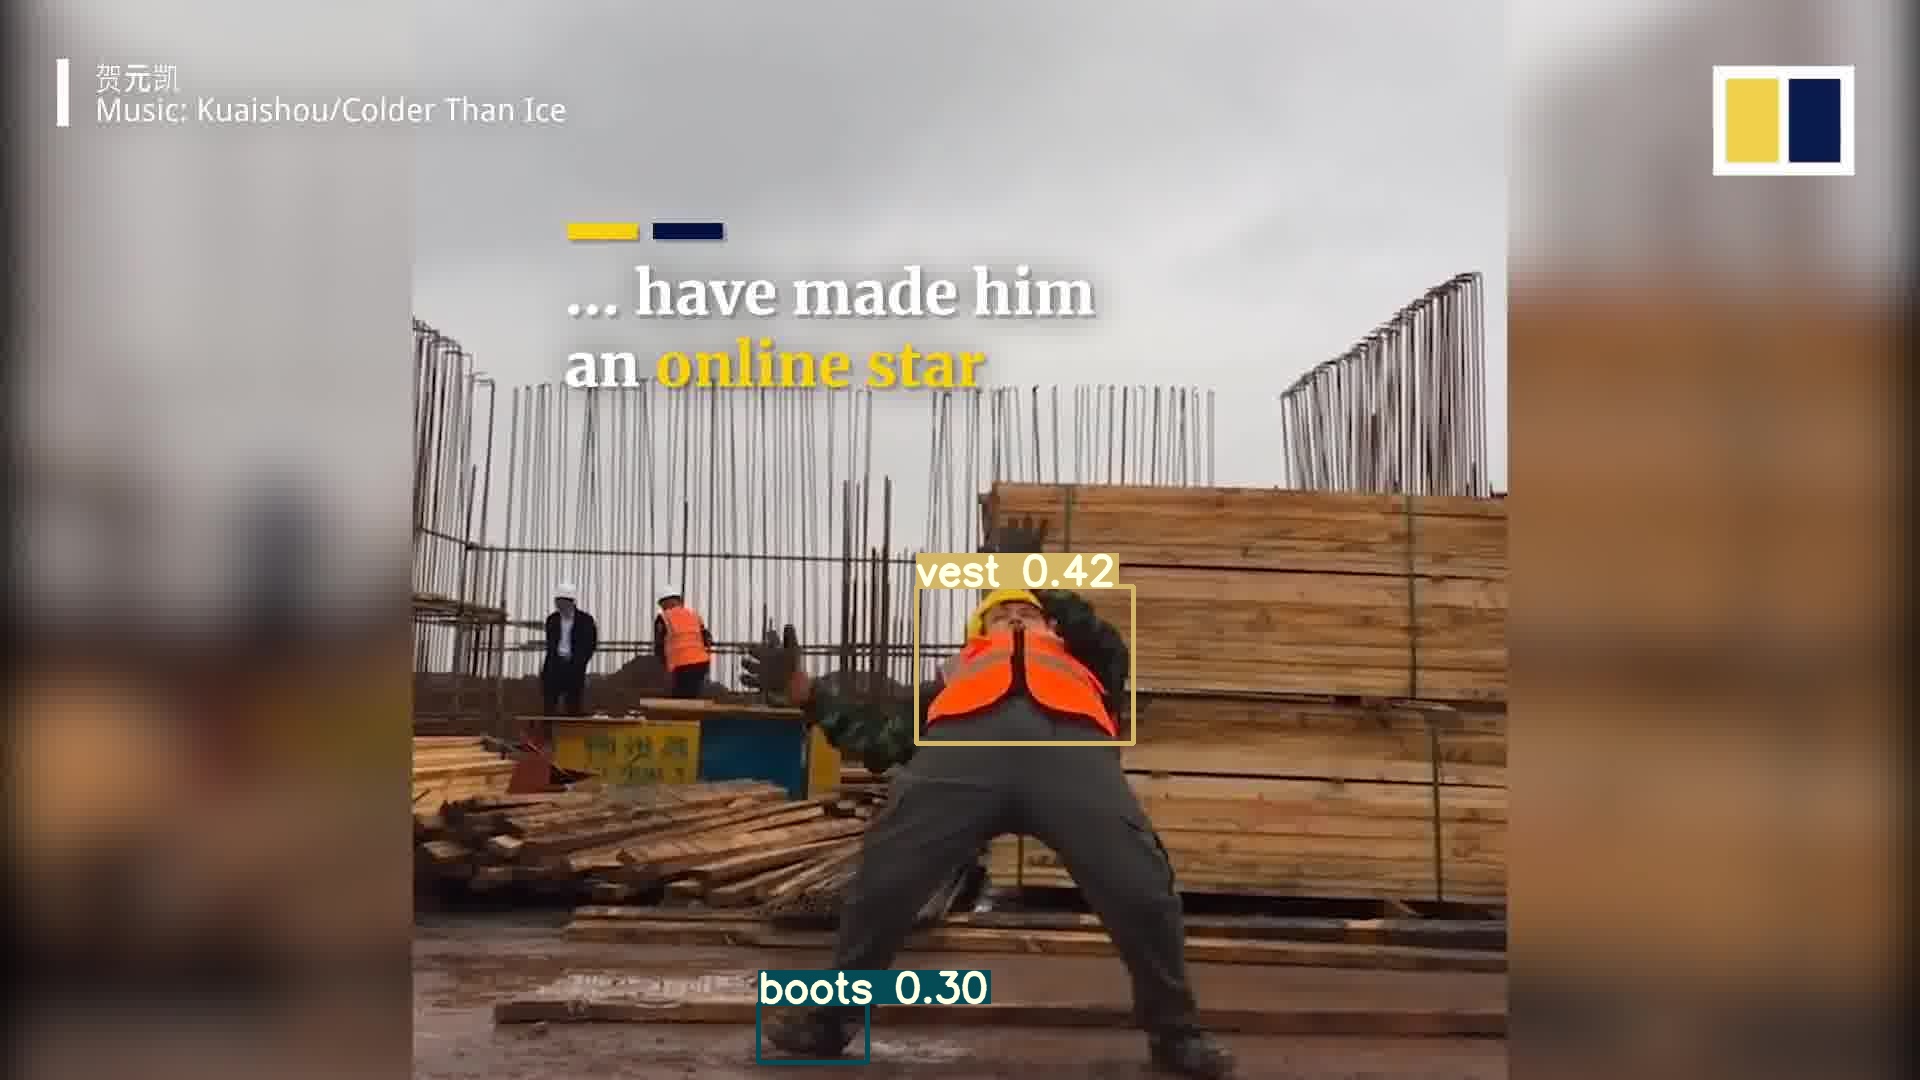 贺元凯
Music: Kuaishou/Colder Than Ice
... have made him
an online star
vest 0.42
boots 0.30